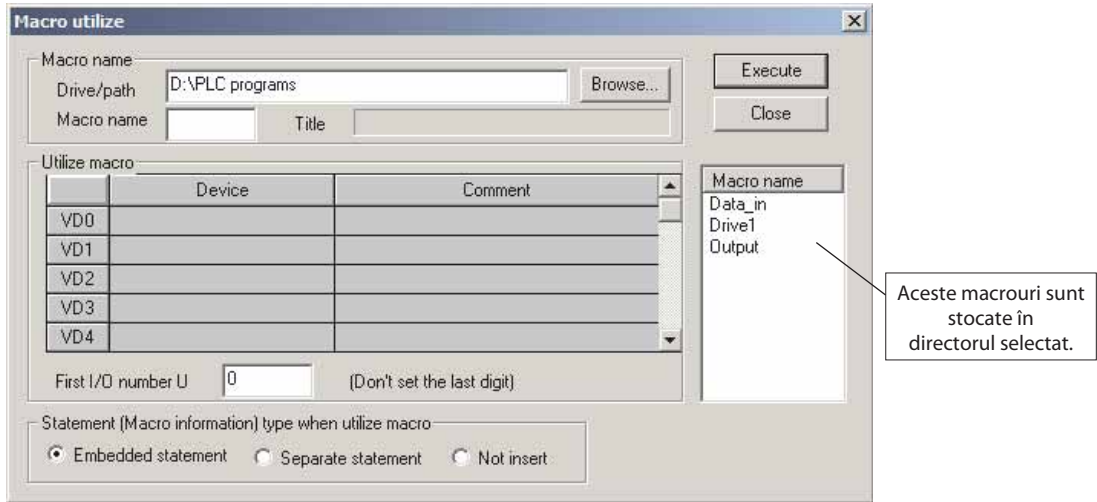 Macro utilize
Macro name
Drive/path D:\PLC programs Browse...
Macro name Title
Execute
Close
Utilize macro
Device Comment
VD0
VD1
VD2
VD3
VD4
First I/O number U 0 (Don't set the last digit)
Macro name
Data_in
Drive1
Output
Aceste macrouri sunt
stocate în
directorul selectat.
Statement (Macro information) type when utilize macro
Embedded statement Separate statement Not insert